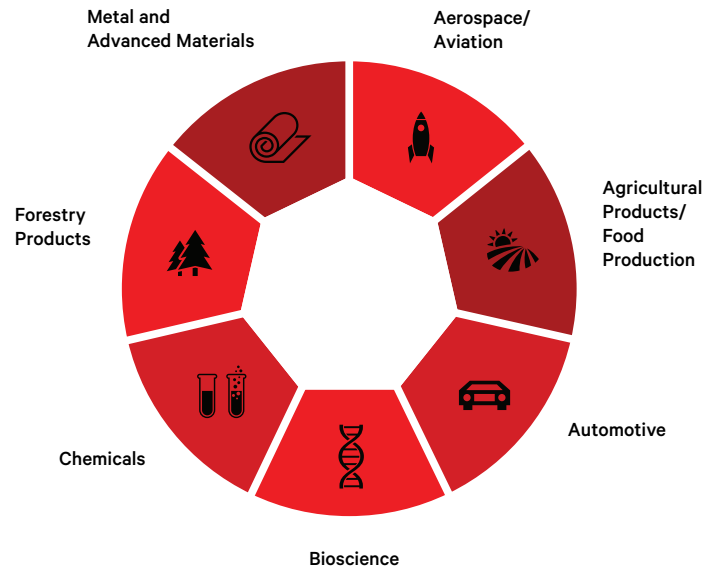 Metal and
Advanced Materials
Aerospace/
Aviation
Agricultural
Products/
Food
Production
Automotive
Bioscience
Chemicals
Forestry
Products